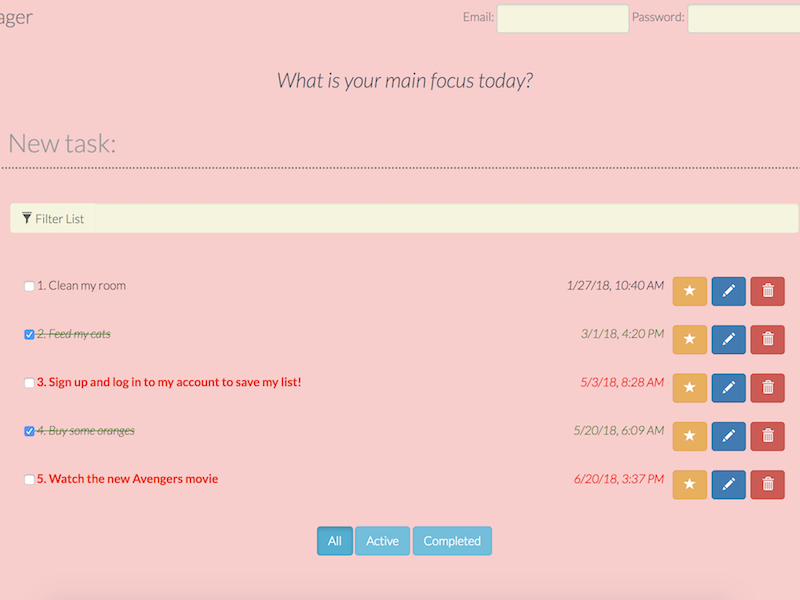 ager Email: Password:
What is your main focus today?
New task:
Filter List
1. Clean my room 1/27/18, 10:40 AM
2. Feed my cats 3/1/18, 4:20 PM
3. Sign up and log in to my account to save my list! 5/3/18, 8:28 AM
4. Buy some oranges 5/20/18, 6:09 AM
5. Watch the new Avengers movie 6/20/18, 3:37 PM
All Active Completed